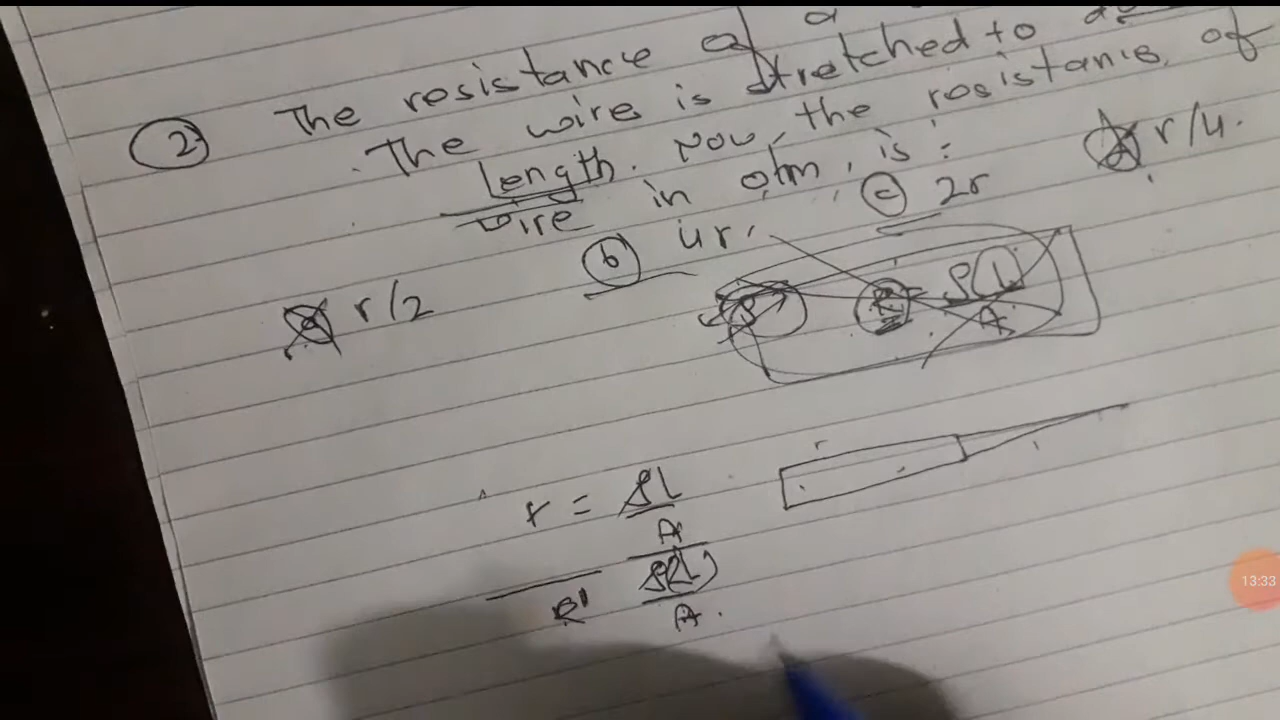 2) The resistance of a
The wire is stretched to
Length. Now, the resistance of
wire in ohm, is :
r/2 (b) 4r. (c) 2r r/4.
R = ρ(L)
A
r = ρL
A
R' ρ(2L)
A.
13:33